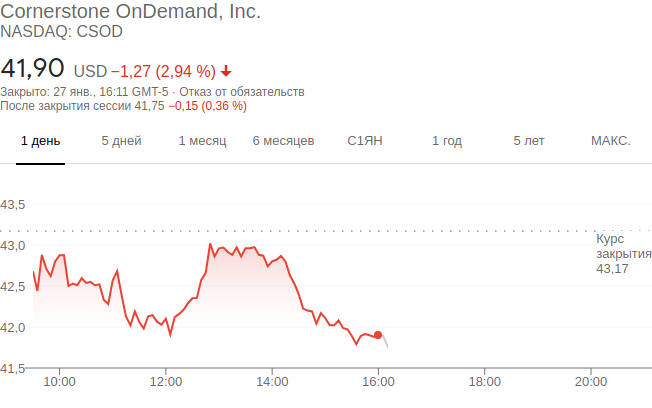 Cornerstone OnDemand, Inc.
NASDAQ: CSOD
41,90 USD −1,27 (2,94 %)
Закрыто: 27 янв., 16:11 GMT-5 · Отказ от обязательств
После закрытия сессии 41,75 −0,15 (0,36 %)
1 день 5 дней 1 месяц 6 месяцев С1ЯН 1 год 5 лет МАКС.
43,5
43,0
42,5
42,0
41,5
Курс
закрытия
43,17
10:00 12:00 14:00 16:00 18:00 20:00